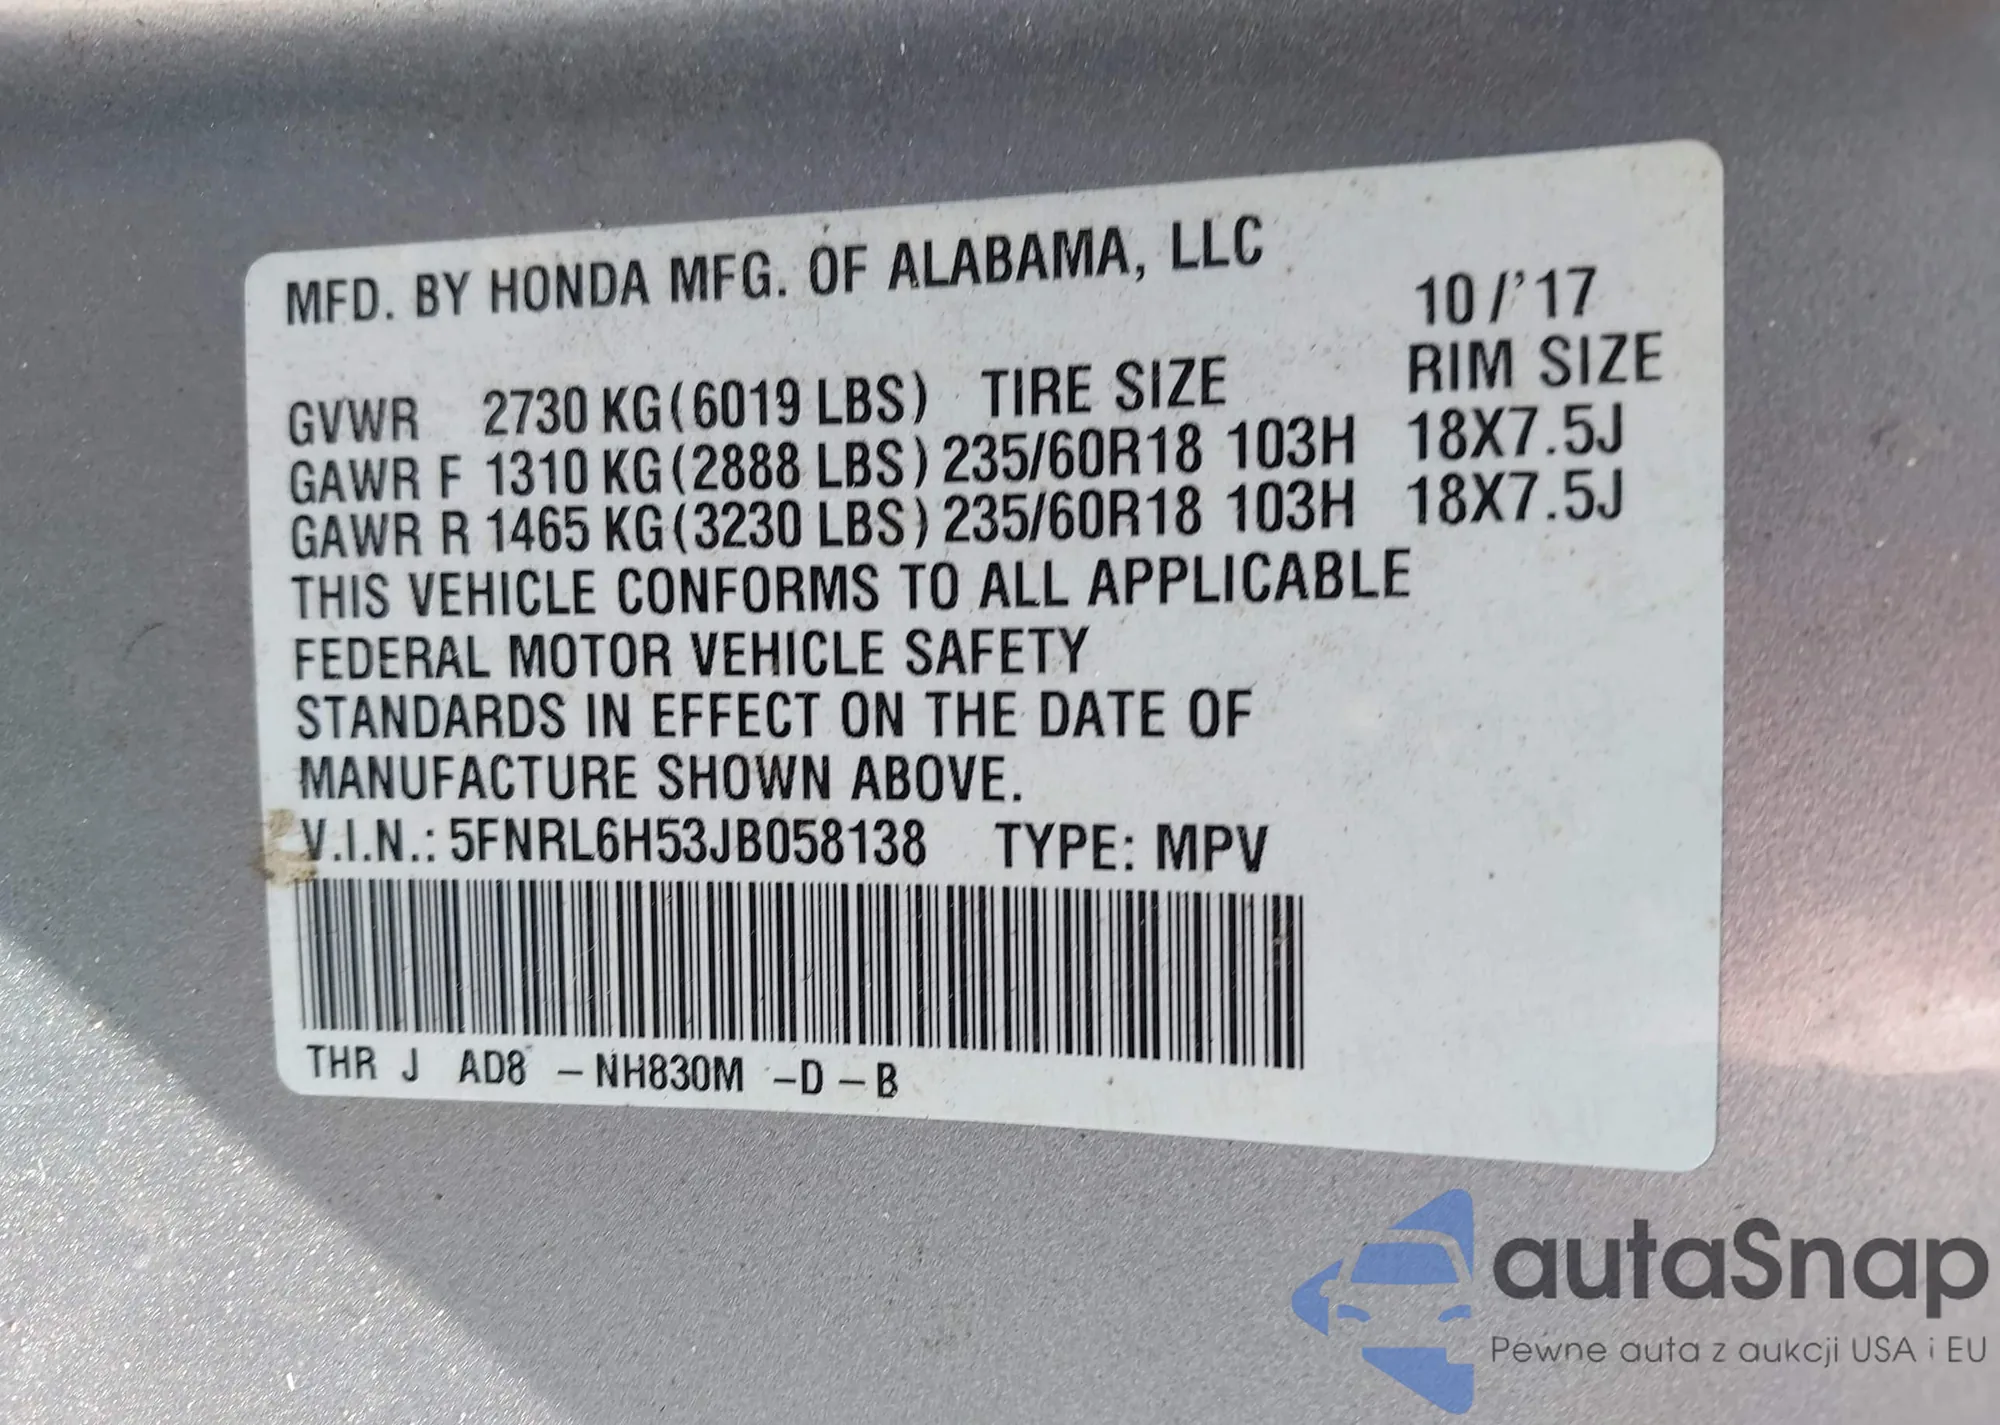 MFD. BY HONDA MFG. OF ALABAMA, LLC
10/'17
GVWR 2730 KG(6019 LBS) TIRE SIZE RIM SIZE
GAWR F 1310 KG(2888 LBS) 235/60R18 103H 18X7.5J
GAWR R 1465 KG(3230 LBS) 235/60R18 103H 18X7.5J
THIS VEHICLE CONFORMS TO ALL APPLICABLE
FEDERAL MOTOR VEHICLE SAFETY
STANDARDS IN EFFECT ON THE DATE OF
MANUFACTURE SHOWN ABOVE.
V.I.N.: 5FNRL6H53JB058138 TYPE: MPV
THR J AD8 -NH830M -D -B
autaSnap
Pewne auta z aukcji USA i EU